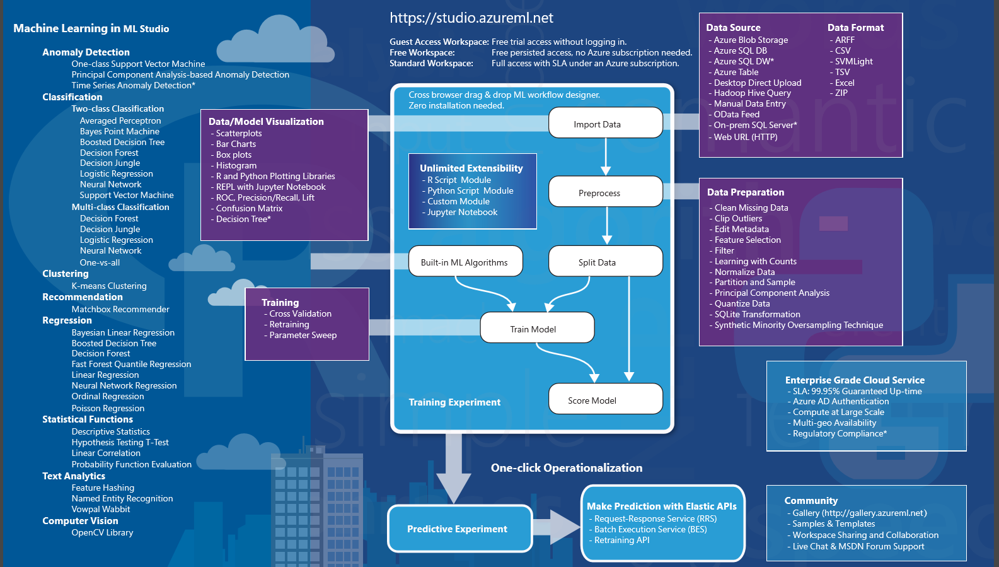 Machine Learning in ML Studio
Anomaly Detection
One-class Support Vector Machine
Principal Component Analysis-based Anomaly Detection
Time Series Anomaly Detection*
Classification
Two-class Classification
Averaged Perceptron
Bayes Point Machine
Boosted Decision Tree
Decision Forest
Decision Jungle
Logistic Regression
Neural Network
Support Vector Machine
Multi-class Classification
Decision Forest
Decision Jungle
Logistic Regression
Neural Network
One-vs-all
Clustering
K-means Clustering
Recommendation
Matchbox Recommender
Regression
Bayesian Linear Regression
Boosted Decision Tree
Decision Forest
Fast Forest Quantile Regression
Linear Regression
Neural Network Regression
Ordinal Regression
Poisson Regression
Statistical Functions
Descriptive Statistics
Hypothesis Testing T-Test
Linear Correlation
Probability Function Evaluation
Text Analytics
Feature Hashing
Named Entity Recognition
Vowpal Wabbit
Computer Vision
OpenCV Library
Data/Model Visualization
- Scatterplots
- Bar Charts
- Box plots
- Histogram
- R and Python Plotting Libraries
- REPL with Jupyter Notebook
- ROC, Precision/Recall, Lift
- Confusion Matrix
- Decision Tree*
Training
- Cross Validation
- Retraining
- Parameter Sweep
https://studio.azureml.net
Guest Access Workspace: Free trial access without logging in.
Free Workspace: Free persisted access, no Azure subscription needed.
Standard Workspace: Full access with SLA under an Azure subscription.
Cross browser drag & drop ML workflow designer.
Zero installation needed.
Import Data
Unlimited Extensibility
- R Script Module
- Python Script Module
- Custom Module
- Jupyter Notebook
Preprocess
Built-in ML Algorithms
Split Data
Train Model
Score Model
Training Experiment
One-click Operationalization
Predictive Experiment
Make Prediction with Elastic APIs
- Request-Response Service (RRS)
- Batch Execution Service (BES)
- Retraining API
Data Source
- Azure Blob Storage
- Azure SQL DB
- Azure SQL DW*
- Azure Table
- Desktop Direct Upload
- Hadoop Hive Query
- Manual Data Entry
- OData Feed
- On-prem SQL Server*
- Web URL (HTTP)
Data Format
- ARFF
- CSV
- SVMLight
- TSV
- Excel
- ZIP
Data Preparation
- Clean Missing Data
- Clip Outliers
- Edit Metadata
- Feature Selection
- Filter
- Learning with Counts
- Normalize Data
- Partition and Sample
- Principal Component Analysis
- Quantize Data
- SQLite Transformation
- Synthetic Minority Oversampling Technique
Enterprise Grade Cloud Service
- SLA: 99.95% Guaranteed Up-time
- Azure AD Authentication
- Compute at Large Scale
- Multi-geo Availability
- Regulatory Compliance*
Community
- Gallery (http://gallery.azureml.net)
- Samples & Templates
- Workspace Sharing and Collaboration
- Live Chat & MSDN Forum Support
semantic
simple